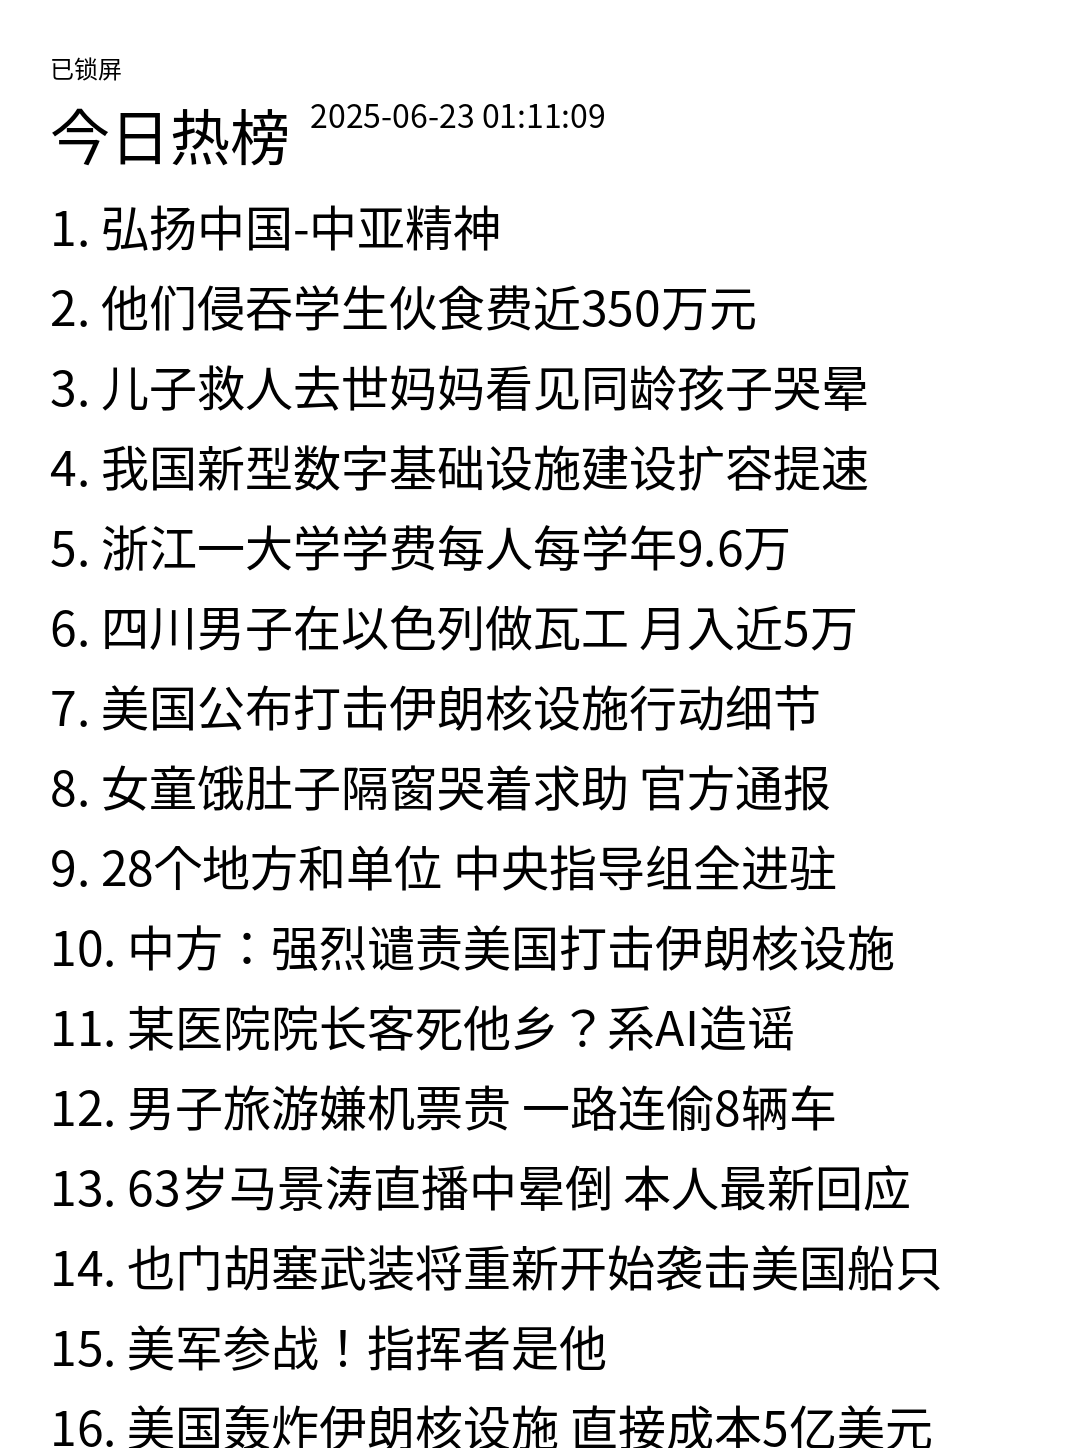 已锁屏
今日热榜 2025-06-23 01:11:09
1. 弘扬中国-中亚精神
2. 他们侵吞学生伙食费近350万元
3. 儿子救人去世妈妈看见同龄孩子哭晕
4. 我国新型数字基础设施建设扩容提速
5. 浙江一大学学费每人每学年9.6万
6. 四川男子在以色列做瓦工 月入近5万
7. 美国公布打击伊朗核设施行动细节
8. 女童饿肚子隔窗哭着求助 官方通报
9. 28个地方和单位 中央指导组全进驻
10. 中方：强烈谴责美国打击伊朗核设施
11. 某医院院长客死他乡？系AI造谣
12. 男子旅游嫌机票贵 一路连偷8辆车
13. 63岁马景涛直播中晕倒 本人最新回应
14. 也门胡塞武装将重新开始袭击美国船只
15. 美军参战！指挥者是他
16. 美国轰炸伊朗核设施 直接成本5亿美元